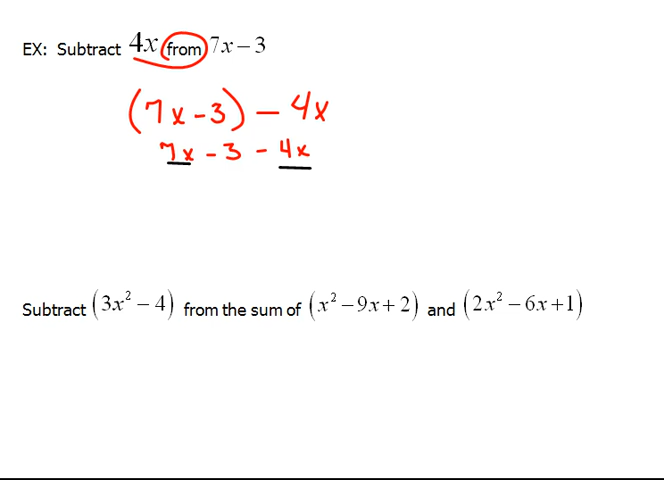 EX: Subtract 4x from 7x − 3
(7x − 3) − 4x
7x − 3 − 4x
Subtract (3x² − 4) from the sum of (x² − 9x + 2) and (2x² − 6x + 1)